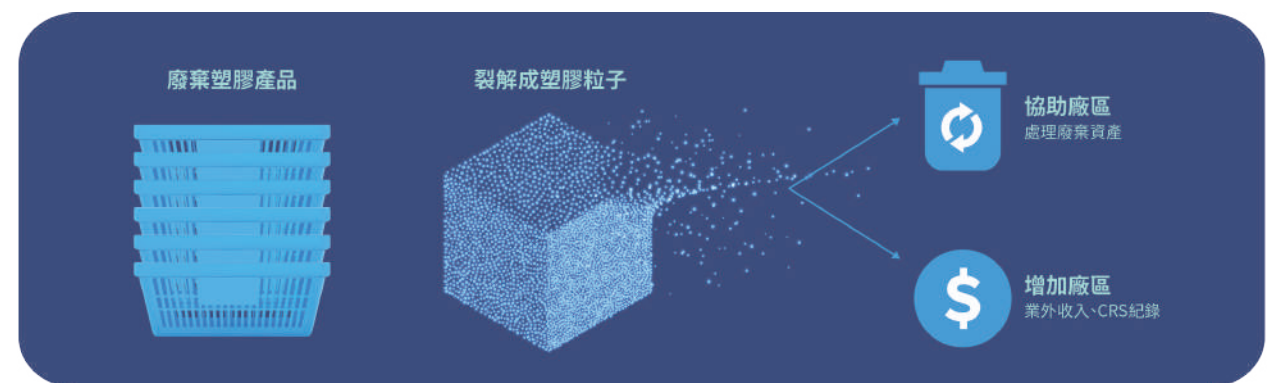 廢棄塑膠產品
裂解成塑膠粒子
協助廠區
處理廢棄資產
$
增加廠區
業外收入、CRS紀錄